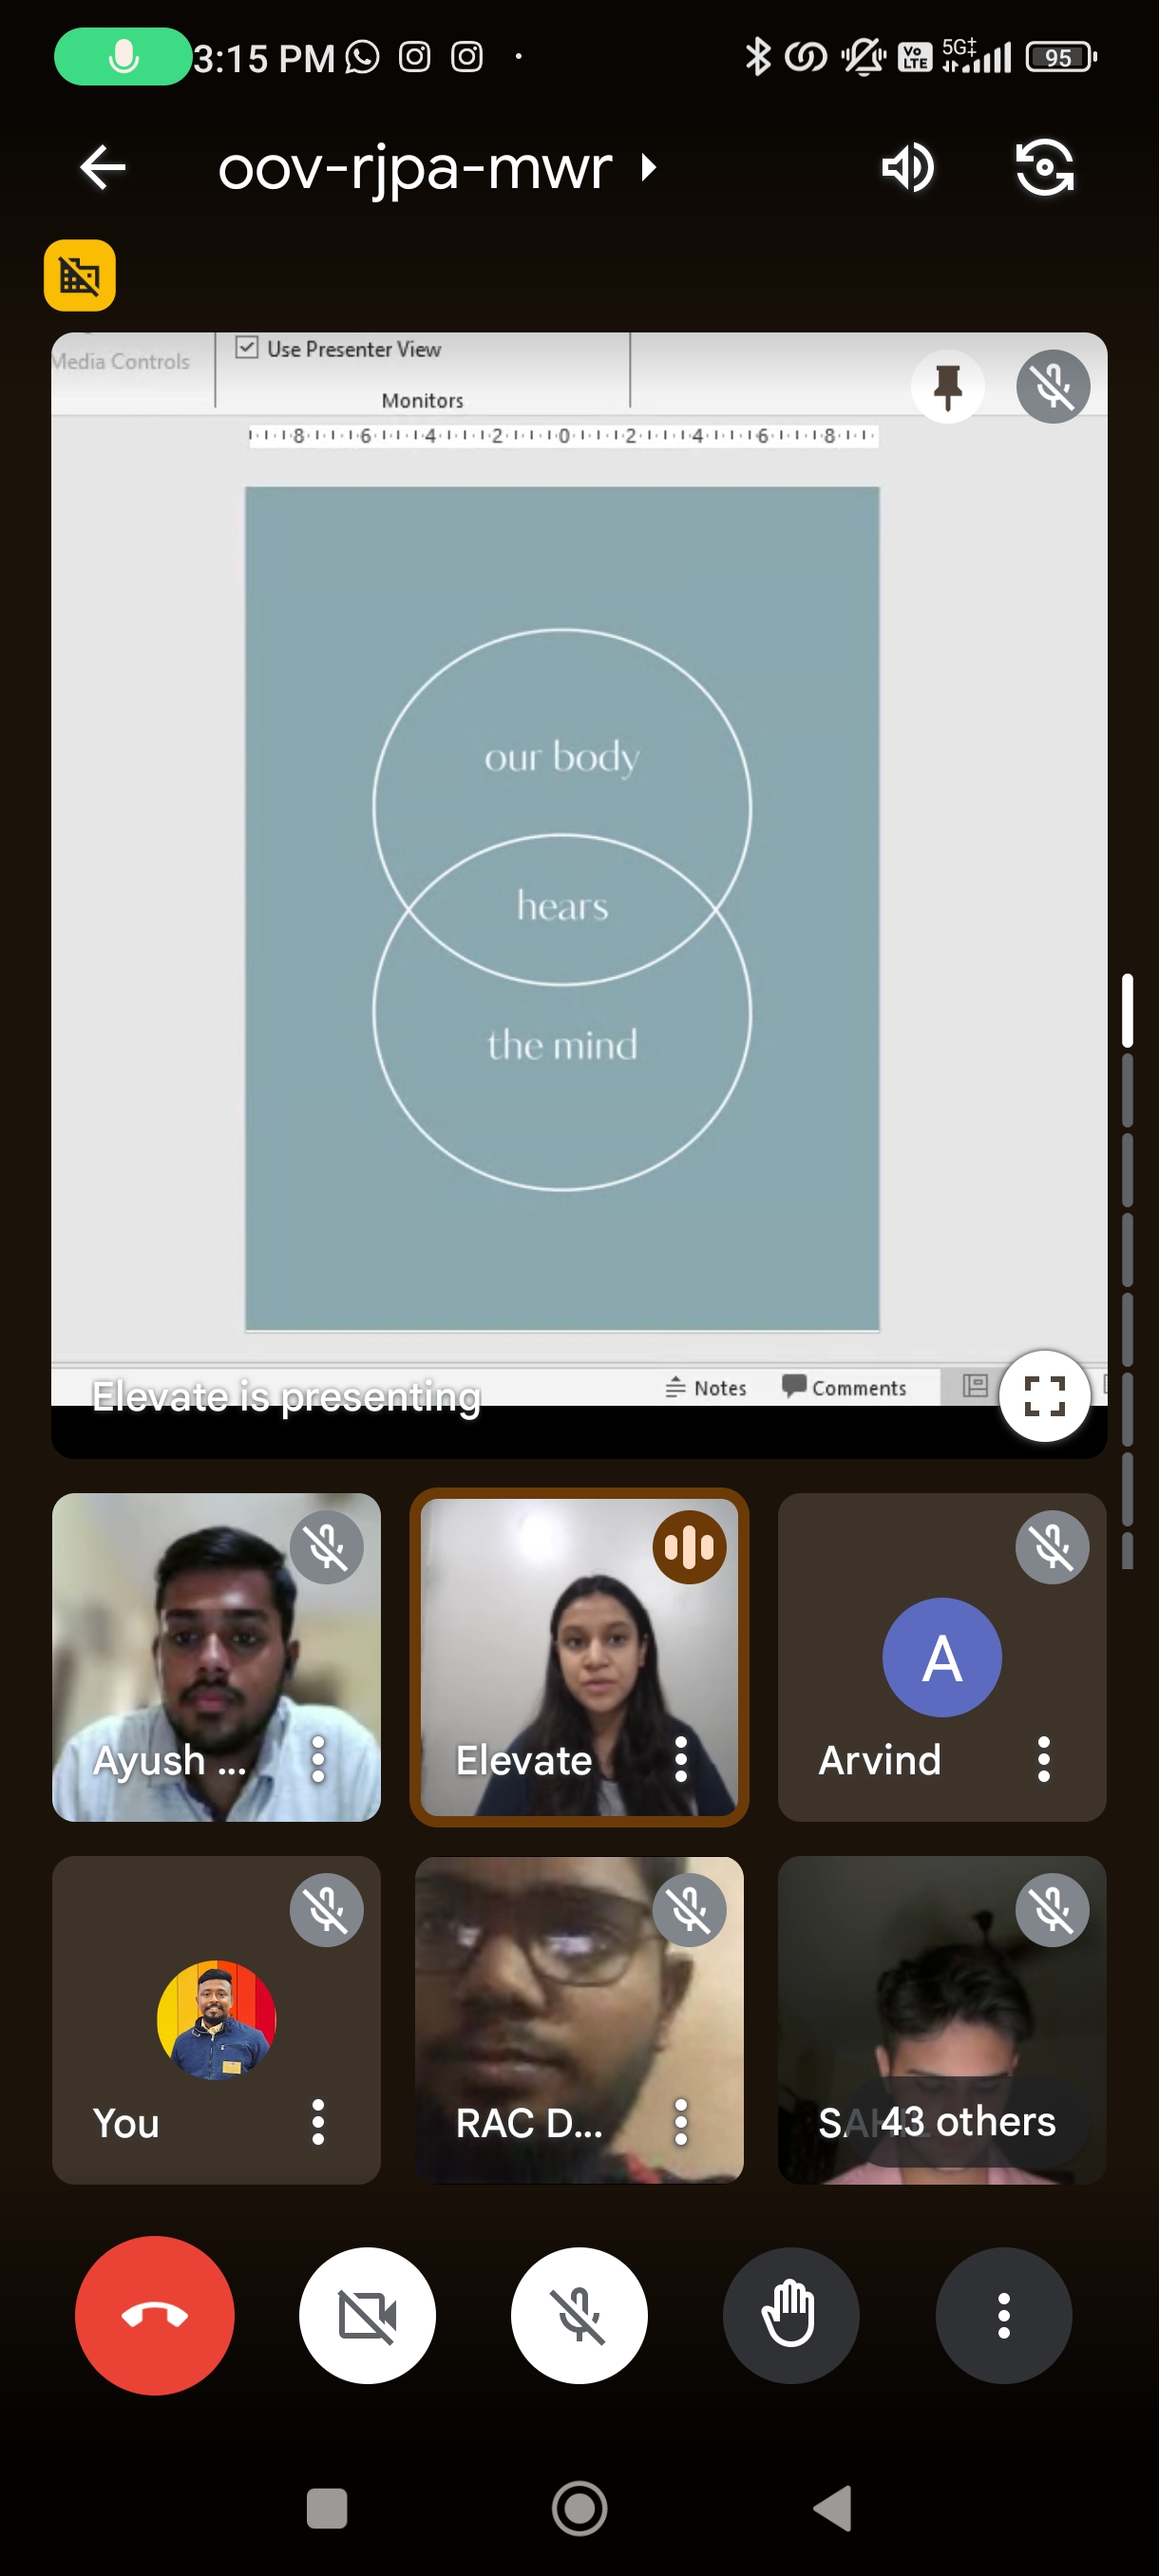 3:15 PM
Vo LTE
5G
95
oov-rjpa-mwr
Media Controls
Use Presenter View
Monitors
8 6 4 2 0 2 4 6 8
our body
hears
the mind
Elevate is presenting
Notes
Comments
Ayush ...
Elevate
A
Arvind
You
RAC D...
43 others